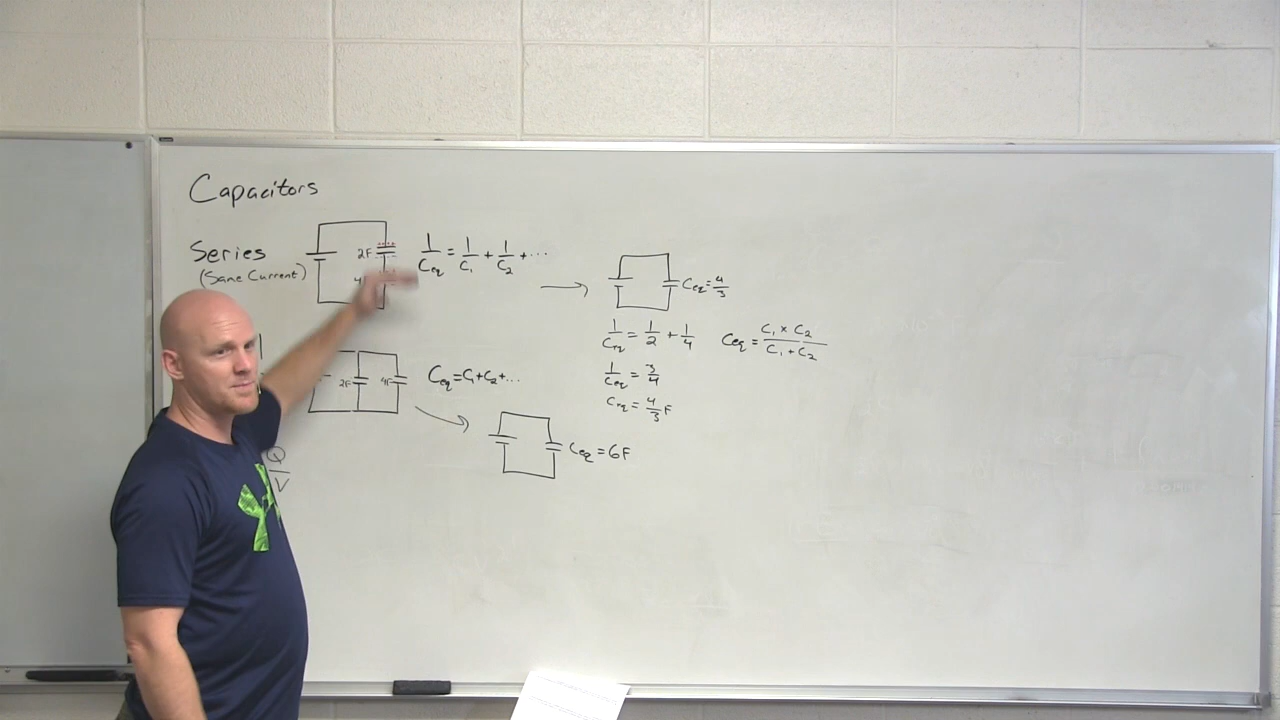 Capacitors
Series
(Same Current)
2F
4
1/Ceq = 1/C1 + 1/C2 + ...
Ceq = 4/3
1/Ceq = 1/2 + 1/4
Ceq = C1 × C2 / C1 + C2
1/Ceq = 3/4
Ceq = 4/3 F
2F
4F
Ceq = C1 + C2 + ...
Ceq = 6F
Q/V